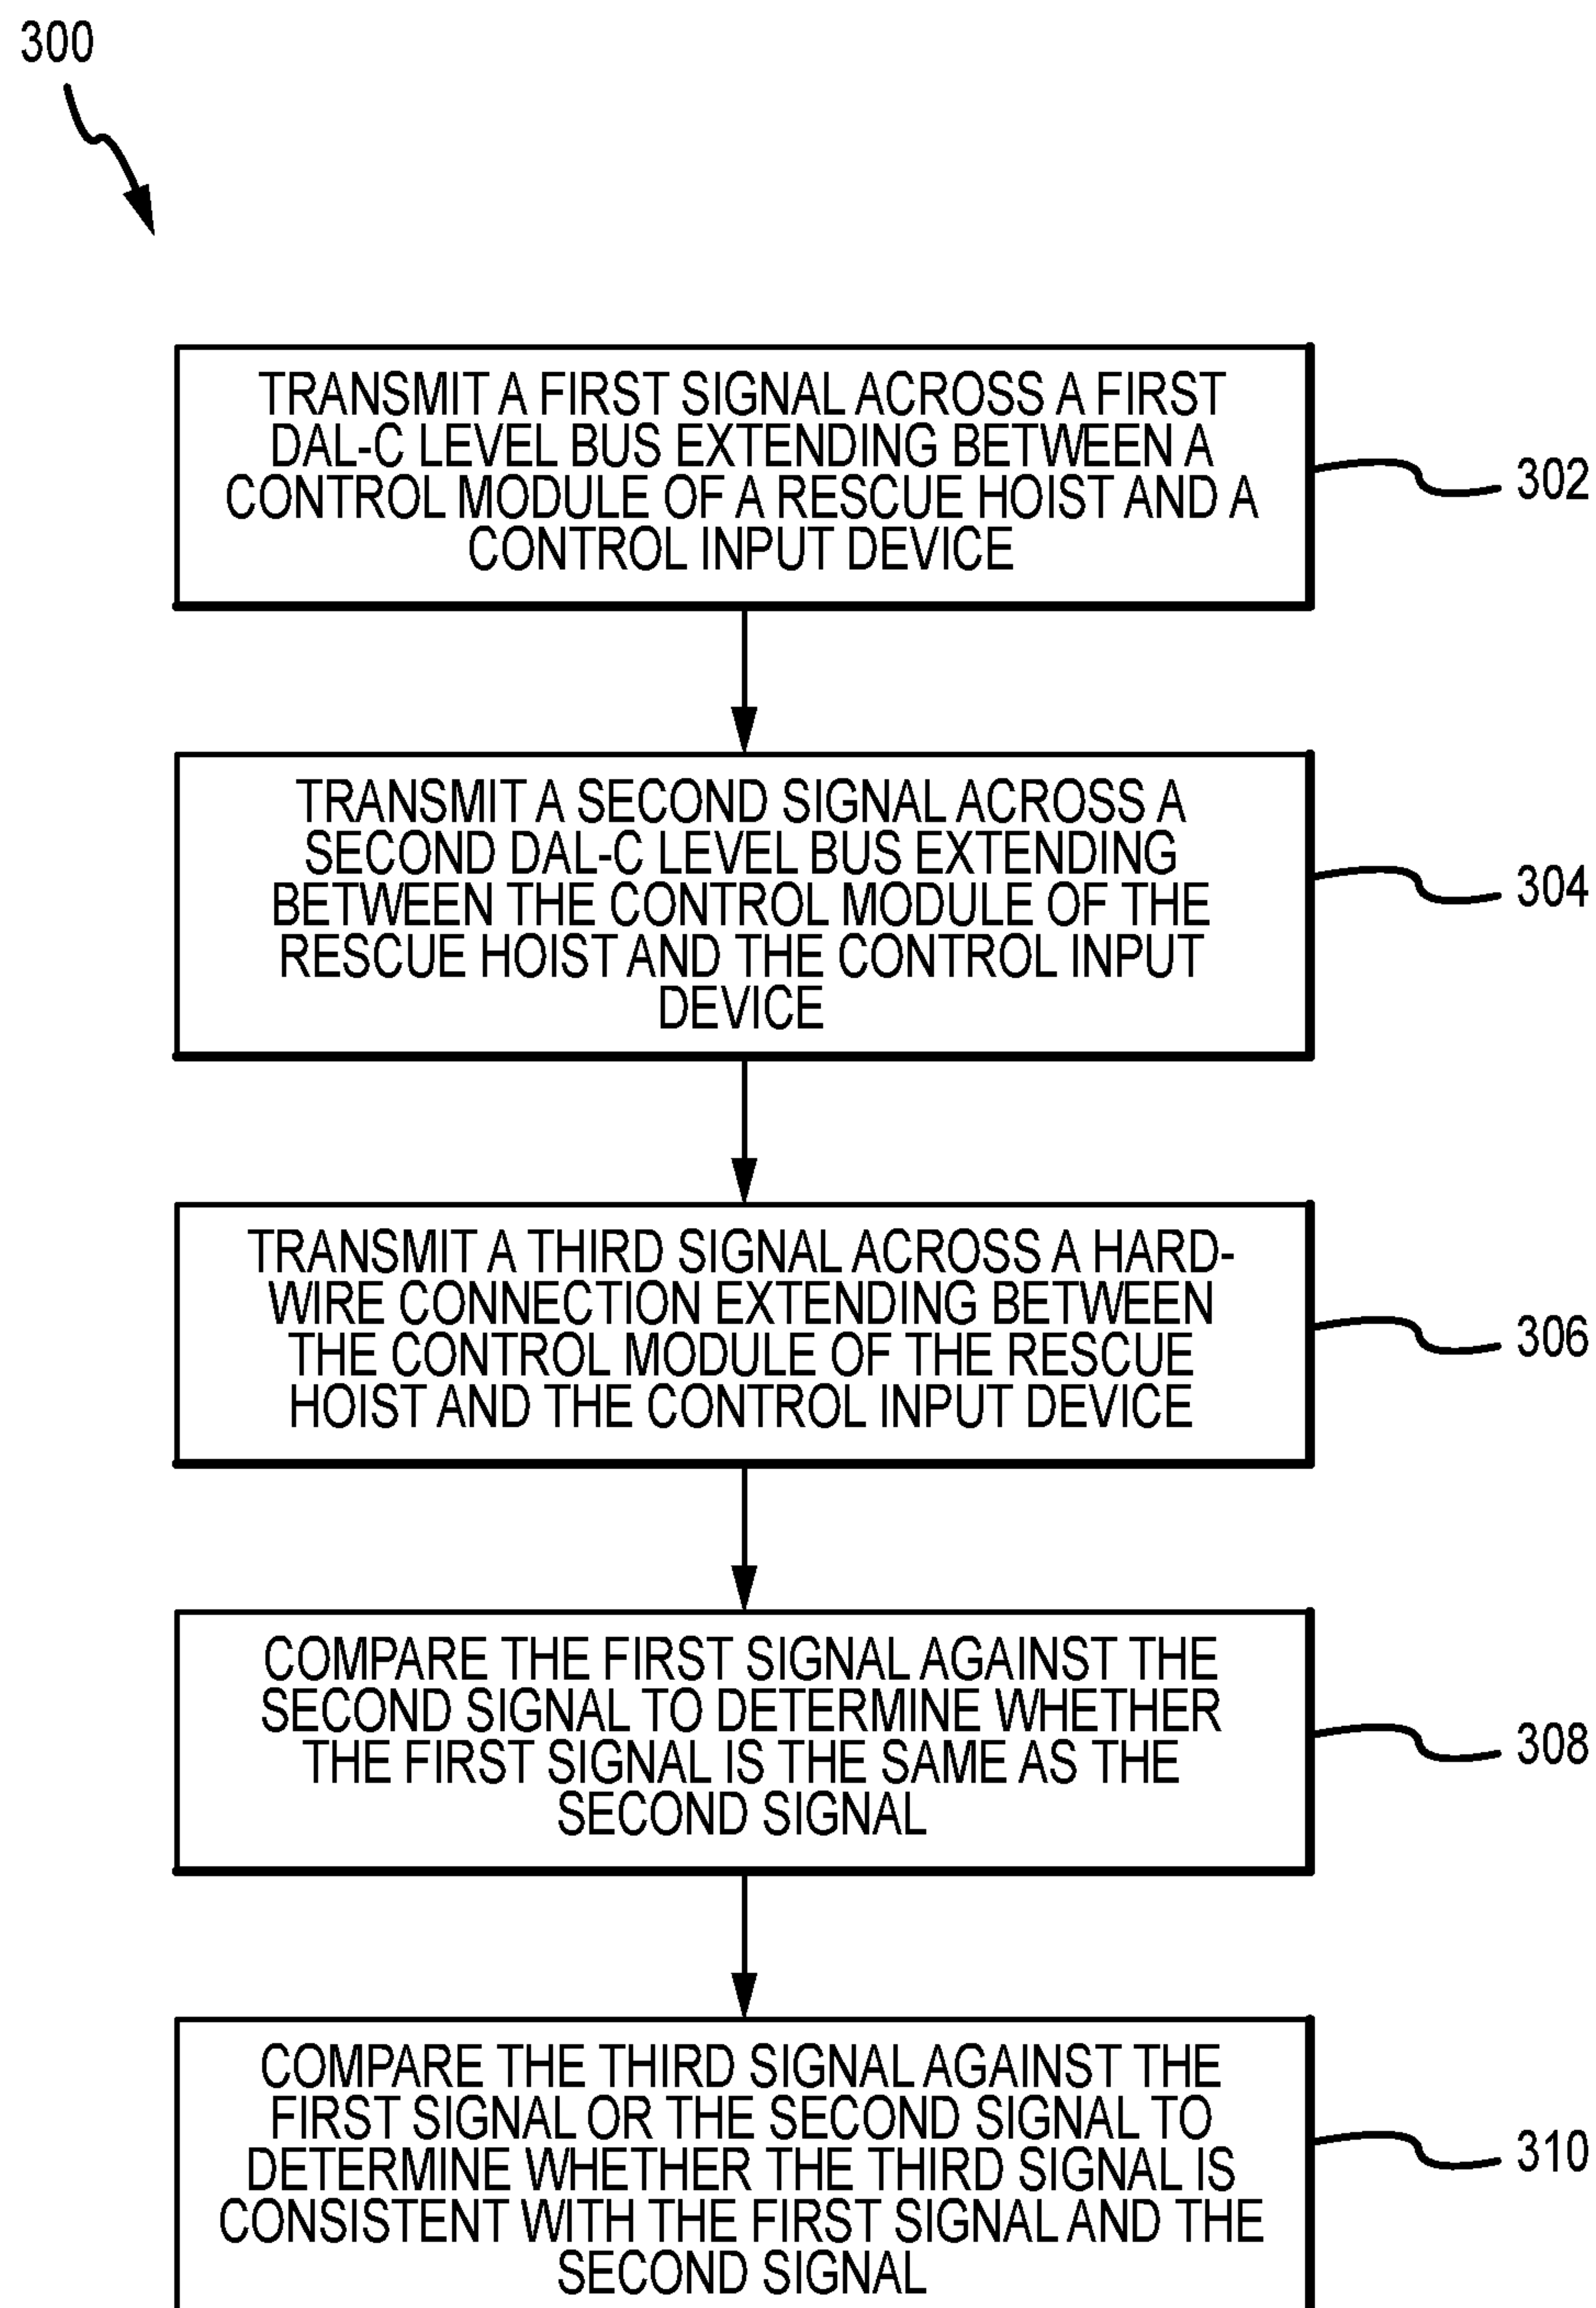 300
TRANSMIT A FIRST SIGNAL ACROSS A FIRST
DAL-C LEVEL BUS EXTENDING BETWEEN A
CONTROL MODULE OF A RESCUE HOIST AND A
CONTROL INPUT DEVICE
302
TRANSMIT A SECOND SIGNAL ACROSS A
SECOND DAL-C LEVEL BUS EXTENDING
BETWEEN THE CONTROL MODULE OF THE
RESCUE HOIST AND THE CONTROL INPUT
DEVICE
304
TRANSMIT A THIRD SIGNAL ACROSS A HARD-
WIRE CONNECTION EXTENDING BETWEEN
THE CONTROL MODULE OF THE RESCUE
HOIST AND THE CONTROL INPUT DEVICE
306
COMPARE THE FIRST SIGNAL AGAINST THE
SECOND SIGNAL TO DETERMINE WHETHER
THE FIRST SIGNAL IS THE SAME AS THE
SECOND SIGNAL
308
COMPARE THE THIRD SIGNAL AGAINST THE
FIRST SIGNAL OR THE SECOND SIGNAL TO
DETERMINE WHETHER THE THIRD SIGNAL IS
CONSISTENT WITH THE FIRST SIGNAL AND THE
SECOND SIGNAL
310